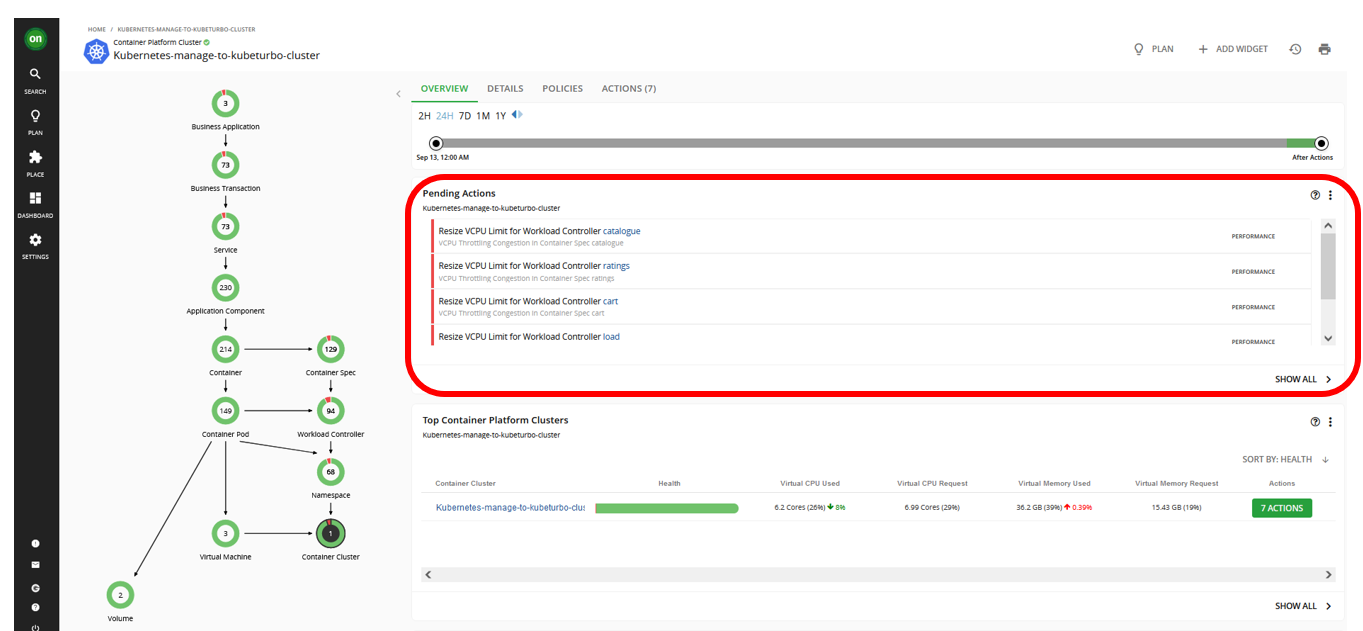 on
SEARCH
PLAN
PLACE
DASHBOARD
SETTINGS
HOME / KUBERNETES-MANAGE-TO-KUBETURBO-CLUSTER
Container Platform Cluster
Kubernetes-manage-to-kubeturbo-cluster
PLAN
ADD WIDGET
3
Business Application
73
Business Transaction
73
Service
230
Application Component
214
Container
129
Container Spec
149
Container Pod
94
Workload Controller
68
Namespace
3
Virtual Machine
1
Container Cluster
2
Volume
OVERVIEW DETAILS POLICIES ACTIONS (7)
2H 24H 7D 1M 1Y
Sep 13, 12:00 AM After Actions
Pending Actions
Kubernetes-manage-to-kubeturbo-cluster
Resize VCPU Limit for Workload Controller catalogue
VCPU Throttling Congestion in Container Spec catalogue
PERFORMANCE
Resize VCPU Limit for Workload Controller ratings
VCPU Throttling Congestion in Container Spec ratings
PERFORMANCE
Resize VCPU Limit for Workload Controller cart
VCPU Throttling Congestion in Container Spec cart
PERFORMANCE
Resize VCPU Limit for Workload Controller load
PERFORMANCE
SHOW ALL
Top Container Platform Clusters
Kubernetes-manage-to-kubeturbo-cluster
SORT BY: HEALTH
Container Cluster Health Virtual CPU Used Virtual CPU Request Virtual Memory Used Virtual Memory Request Actions
Kubernetes-manage-to-kubeturbo-clus 6.2 Cores (26%) 8% 6.99 Cores (29%) 36.2 GB (39%) 0.39% 15.43 GB (19%) 7 ACTIONS
SHOW ALL